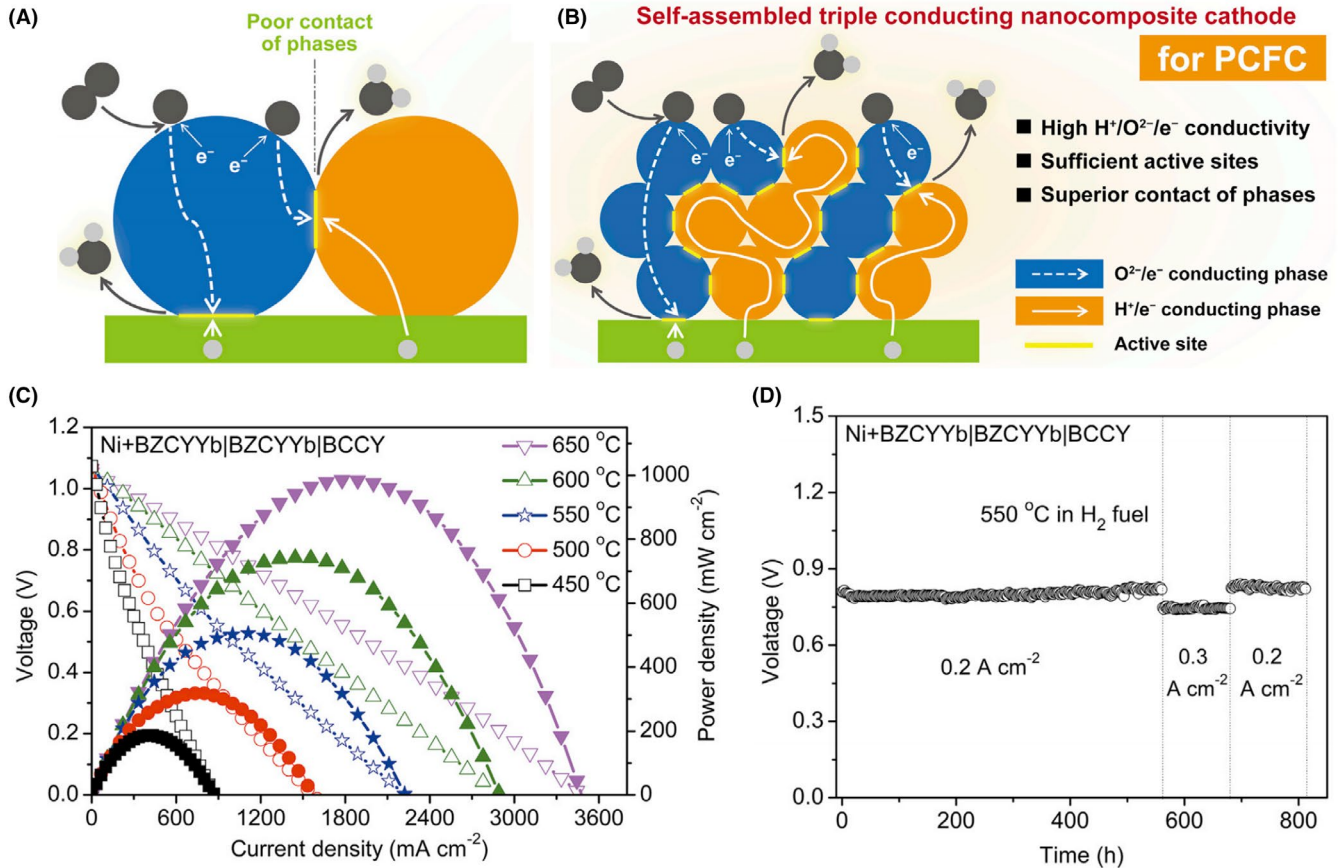 (A)
Poor contact
of phases
e⁻
e⁻
(B)
Self-assembled triple conducting nanocomposite cathode
for PCFC
e⁻
e⁻
e⁻
■ High H⁺/O²⁻/e⁻ conductivity
■ Sufficient active sites
■ Superior contact of phases
O²⁻/e⁻ conducting phase
H⁺/e⁻ conducting phase
Active site
(C)
Ni+BZCYYb|BZCYYb|BCCY
650 °C
600 °C
550 °C
500 °C
450 °C
Voltage (V)
1.2
1.0
0.8
0.6
0.4
0.2
0.0
Power density (mW cm⁻²)
1000
800
600
400
200
0
0 600 1200 1800 2400 3000 3600
Current density (mA cm⁻²)
(D)
Ni+BZCYYb|BZCYYb|BCCY
550 °C in H₂ fuel
Volatage (V)
1.5
1.2
0.9
0.6
0.3
0.0
0.2 A cm⁻²
0.3
A cm⁻²
0.2
A cm⁻²
0 200 400 600 800
Time (h)